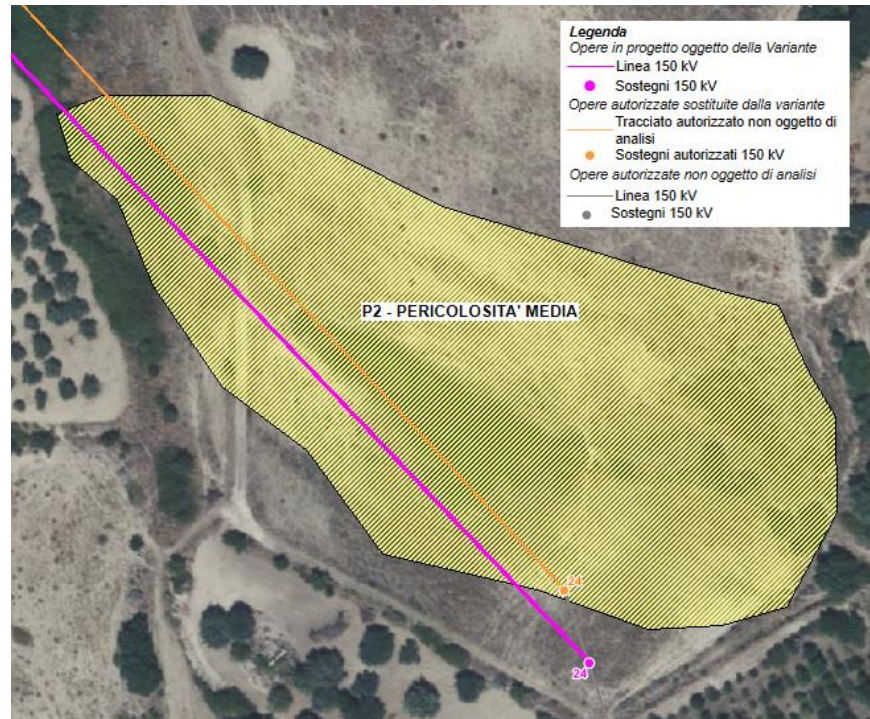 Legenda
Opere in progetto oggetto della Variante
Linea 150 kV
Sostegni 150 kV
Opere autorizzate sostituite dalla variante
Tracciato autorizzato non oggetto di
analisi
Sostegni autorizzati 150 kV
Opere autorizzate non oggetto di analisi
Linea 150 kV
Sostegni 150 kV
P2 - PERICOLOSITA' MEDIA
24
24